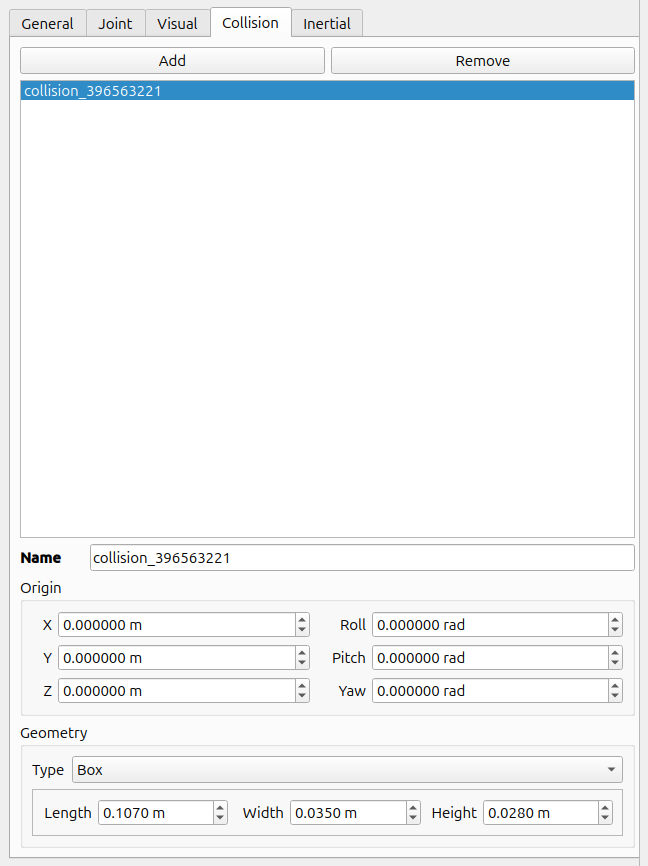 General Joint Visual Collision Inertial
Add Remove
collision_396563221
Name collision_396563221
Origin
X 0.000000 m Roll 0.000000 rad
Y 0.000000 m Pitch 0.000000 rad
Z 0.000000 m Yaw 0.000000 rad
Geometry
Type Box
Length 0.1070 m Width 0.0350 m Height 0.0280 m